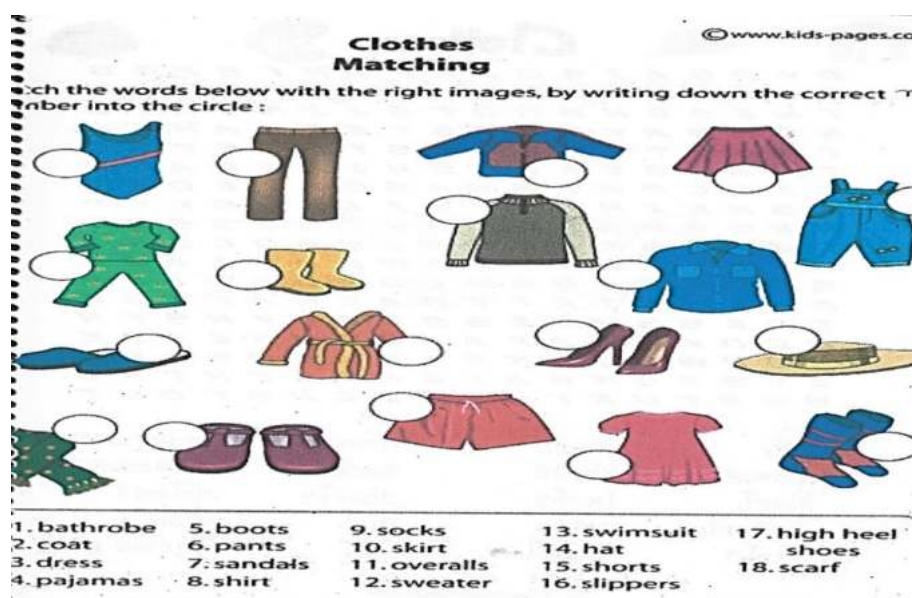 ©www.kids-pages.co
Clothes
Matching
tch the words below with the right images, by writing down the correct
mber into the circle :
1. bathrobe
2. coat
3. dress
4. pajamas
5. boots
6. pants
7. sandals
8. shirt
9. socks
10. skirt
11. overalls
12. sweater
13. swimsuit
14. hat
15. shorts
16. slippers
17. high heel
shoes
18. scarf